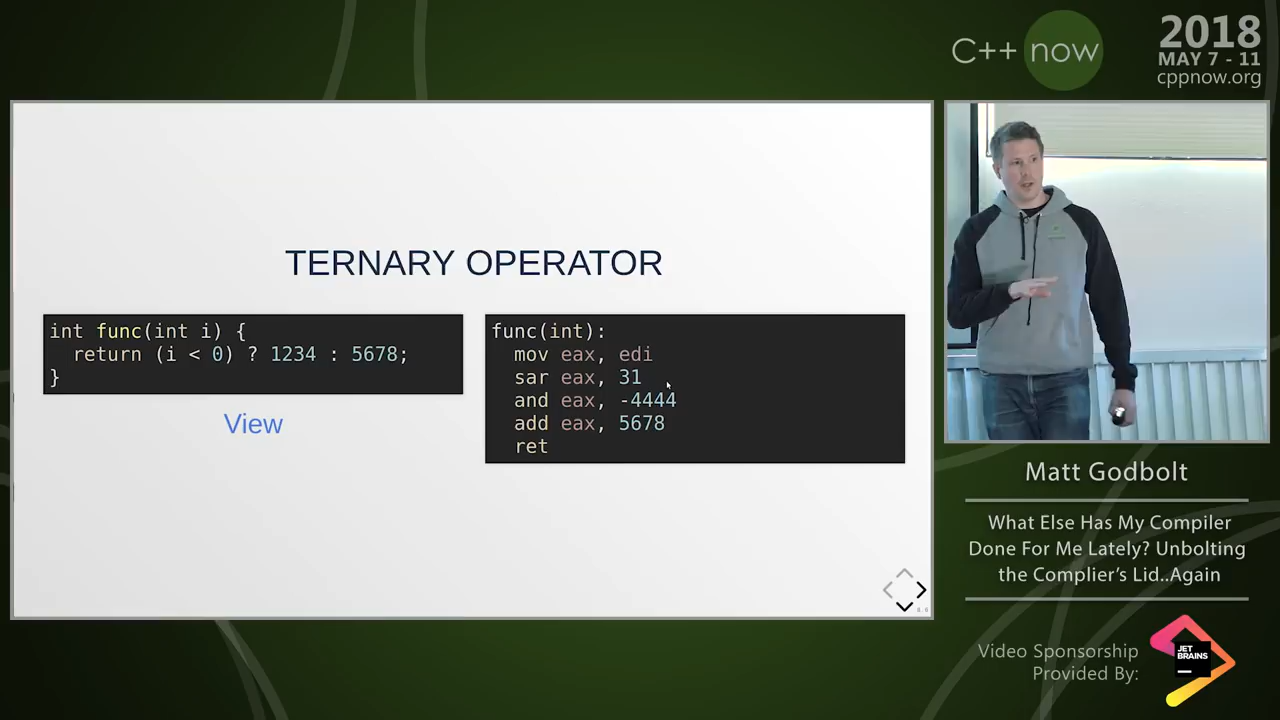 C++ now
2018
MAY 7 - 11
cppnow.org
TERNARY OPERATOR
int func(int i) {
  return (i < 0) ? 1234 : 5678;
}
View
func(int):
  mov eax, edi
  sar eax, 31
  and eax, -4444
  add eax, 5678
  ret
Matt Godbolt
What Else Has My Compiler
Done For Me Lately? Unbolting
the Complier's Lid..Again
Video Sponsorship
Provided By:
JET
BRAINS